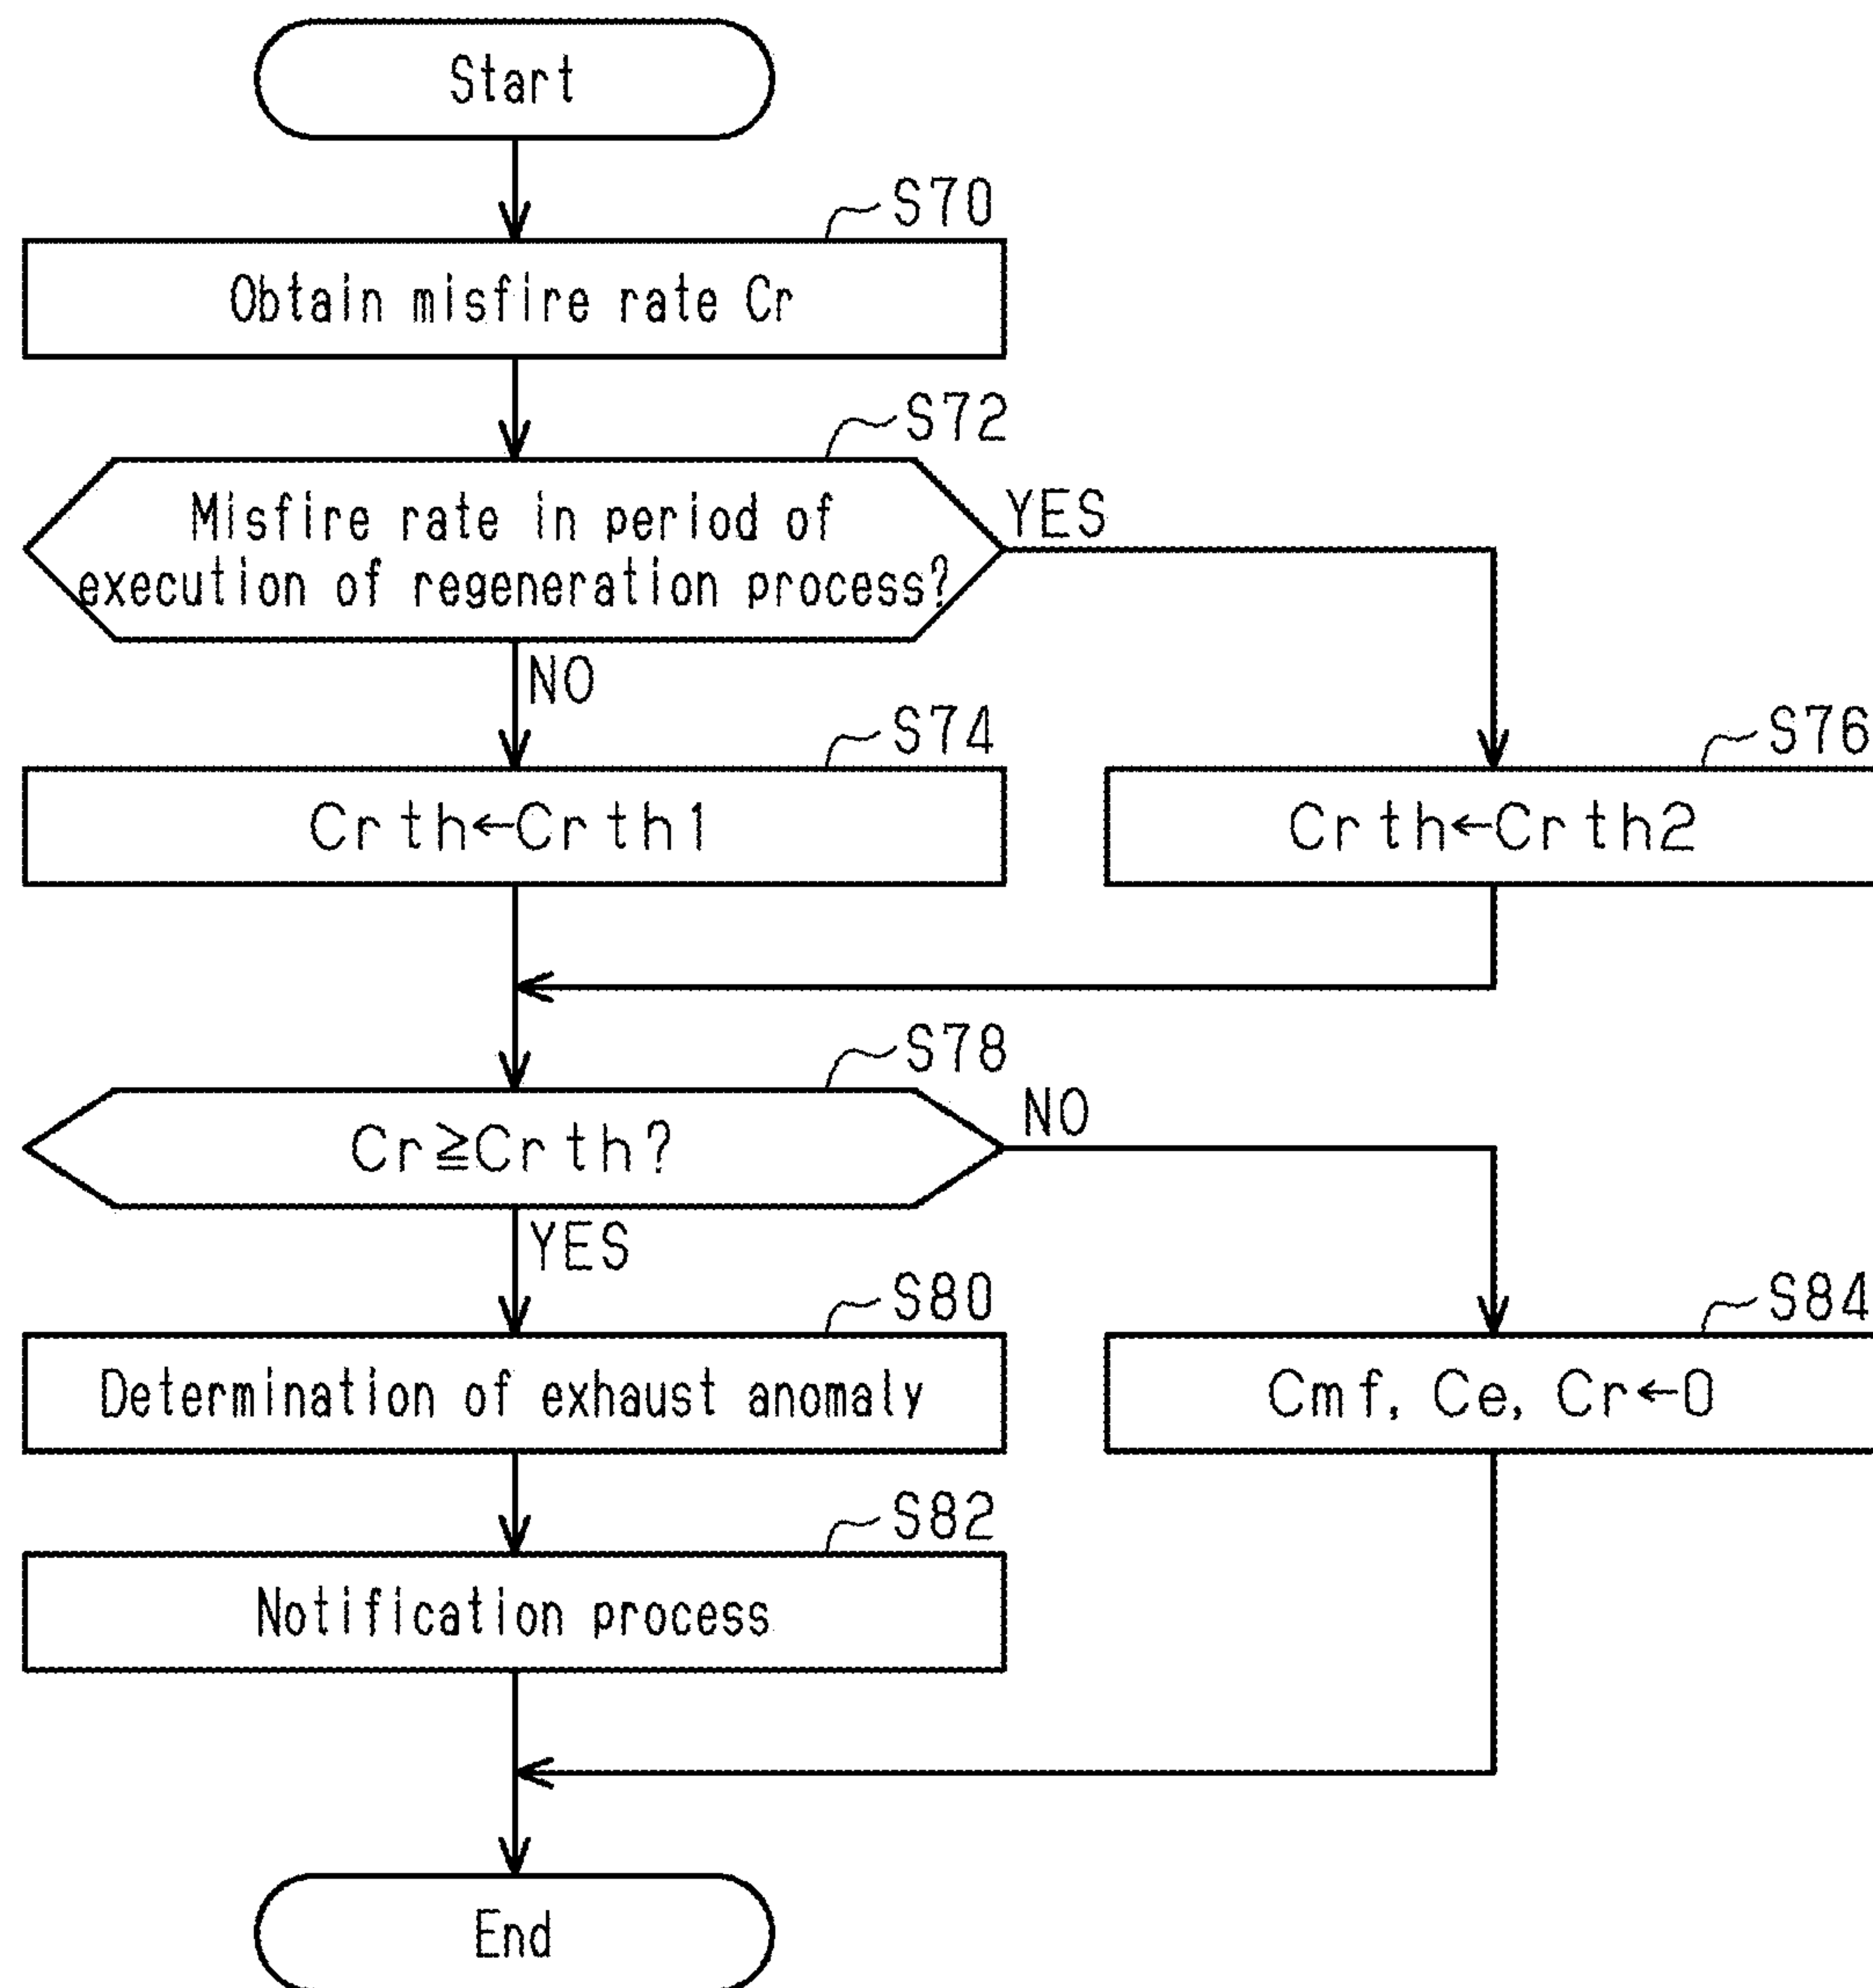 Start
S70
Obtain misfire rate Cr
S72
Misfire rate in period of
execution of regeneration process?
YES
NO
S74
Crth←Crth1
S76
Crth←Crth2
S78
Cr≧Crth?
NO
YES
S80
Determination of exhaust anomaly
S84
Cmf, Ce, Cr←0
S82
Notification process
End